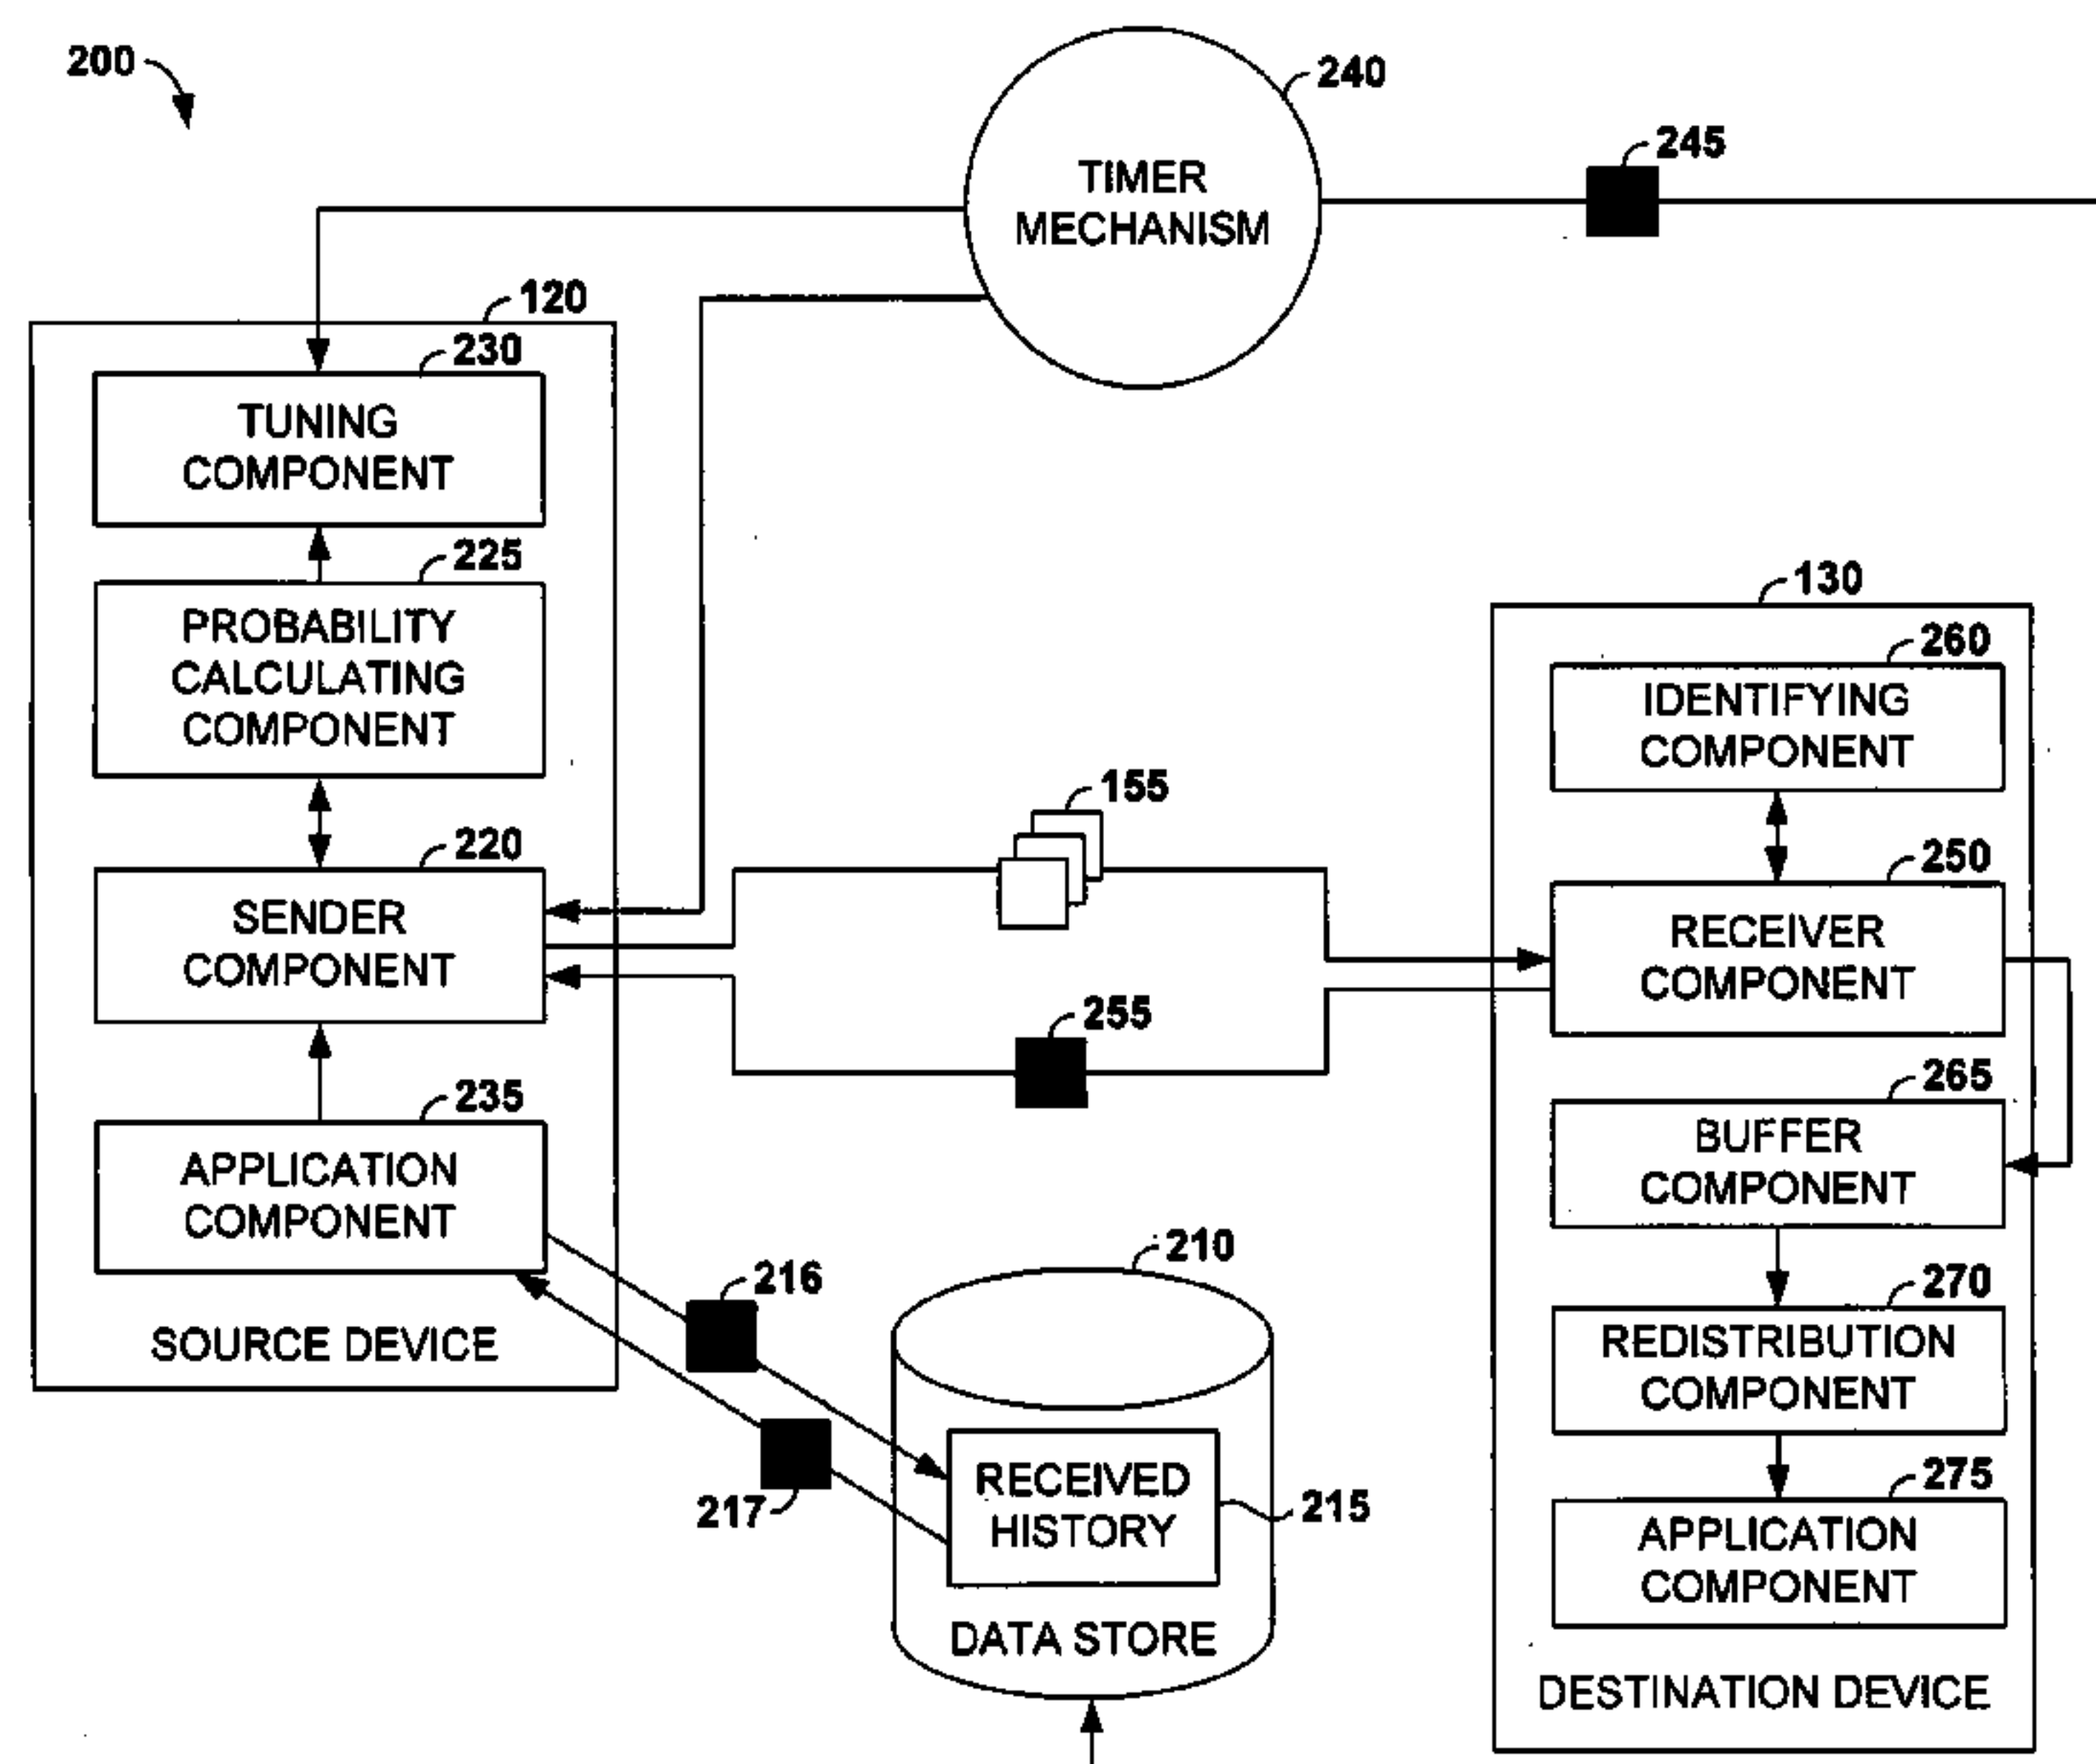 200
240
TIMER
MECHANISM
245
120
230
TUNING
COMPONENT
225
PROBABILITY
CALCULATING
COMPONENT
220
SENDER
COMPONENT
235
APPLICATION
COMPONENT
SOURCE DEVICE
155
255
216
217
210
RECEIVED
HISTORY
215
DATA STORE
130
260
IDENTIFYING
COMPONENT
250
RECEIVER
COMPONENT
265
BUFFER
COMPONENT
270
REDISTRIBUTION
COMPONENT
275
APPLICATION
COMPONENT
DESTINATION DEVICE